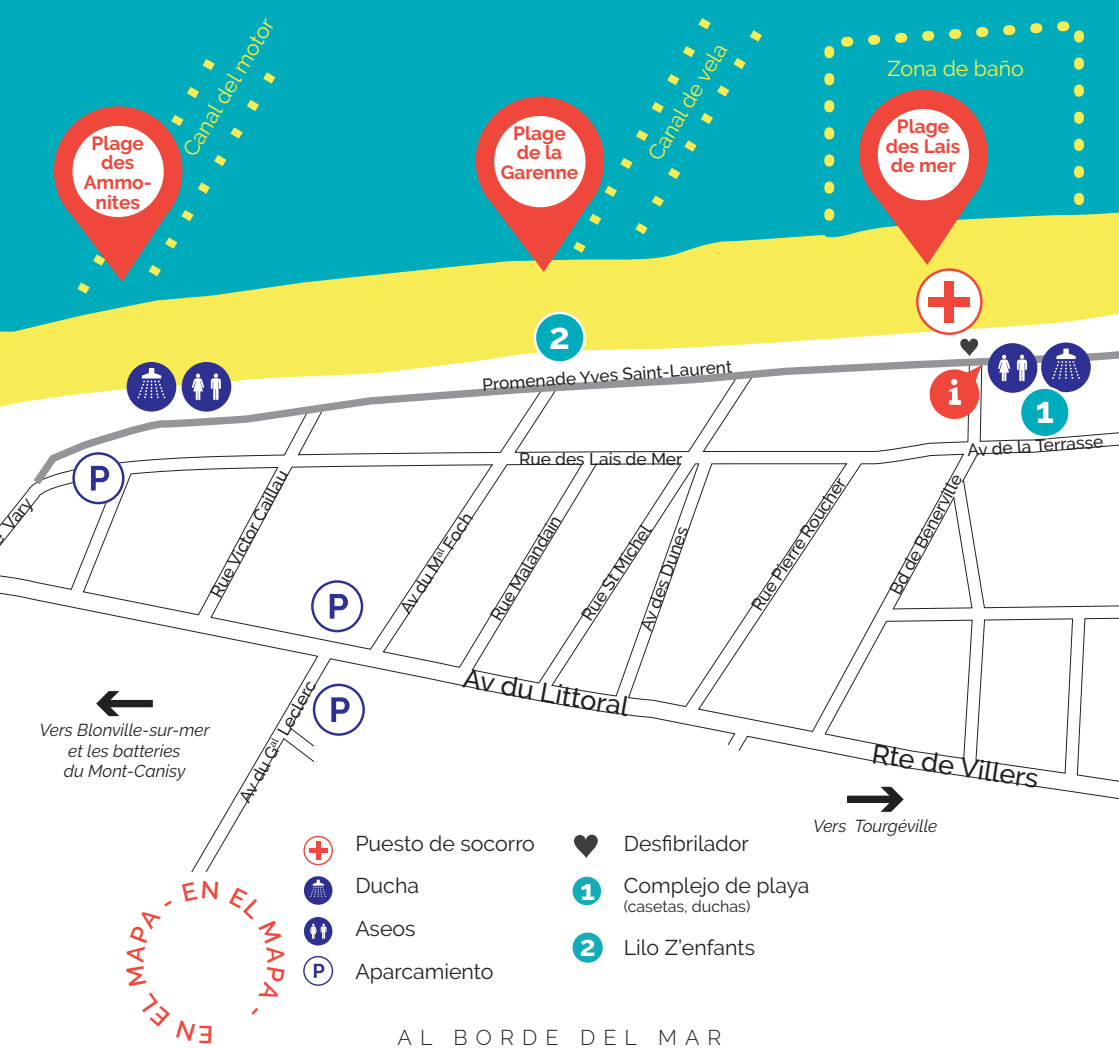 Canal del motor
Canal de vela
Zona de baño
Plage
des
Ammo-
nites
Plage
de la
Garenne
Plage
des Lais
de mer
2
Promenade Yves Saint-Laurent
i
1
Av de la Terrasse
Rue des Lais de Mer
P
Vary
Rue Victor Caillau
Av du Mal Foch
Rue Malandain
Rue St Michel
Av des Dunes
Rue Pierre Roucher
Bd de Bénerville
P
P
Av du Littoral
Av du Gal Leclerc
Rte de Villers
Vers Blonville-sur-mer
et les batteries
du Mont-Canisy
Vers Tourgéville
Puesto de socorro
Ducha
Aseos
P
Aparcamiento
Desfibrilador
1
Complejo de playa
(casetas, duchas)
2
Lilo Z'enfants
EN EL MAPA - EN EL MAPA -
AL BORDE DEL MAR